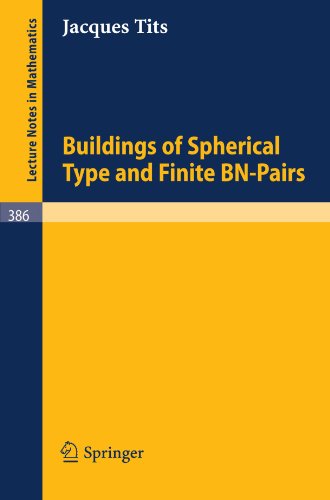 Jacques Tits
Lecture Notes in Mathematics
Buildings of Spherical
Type and Finite BN-Pairs
386
Springer